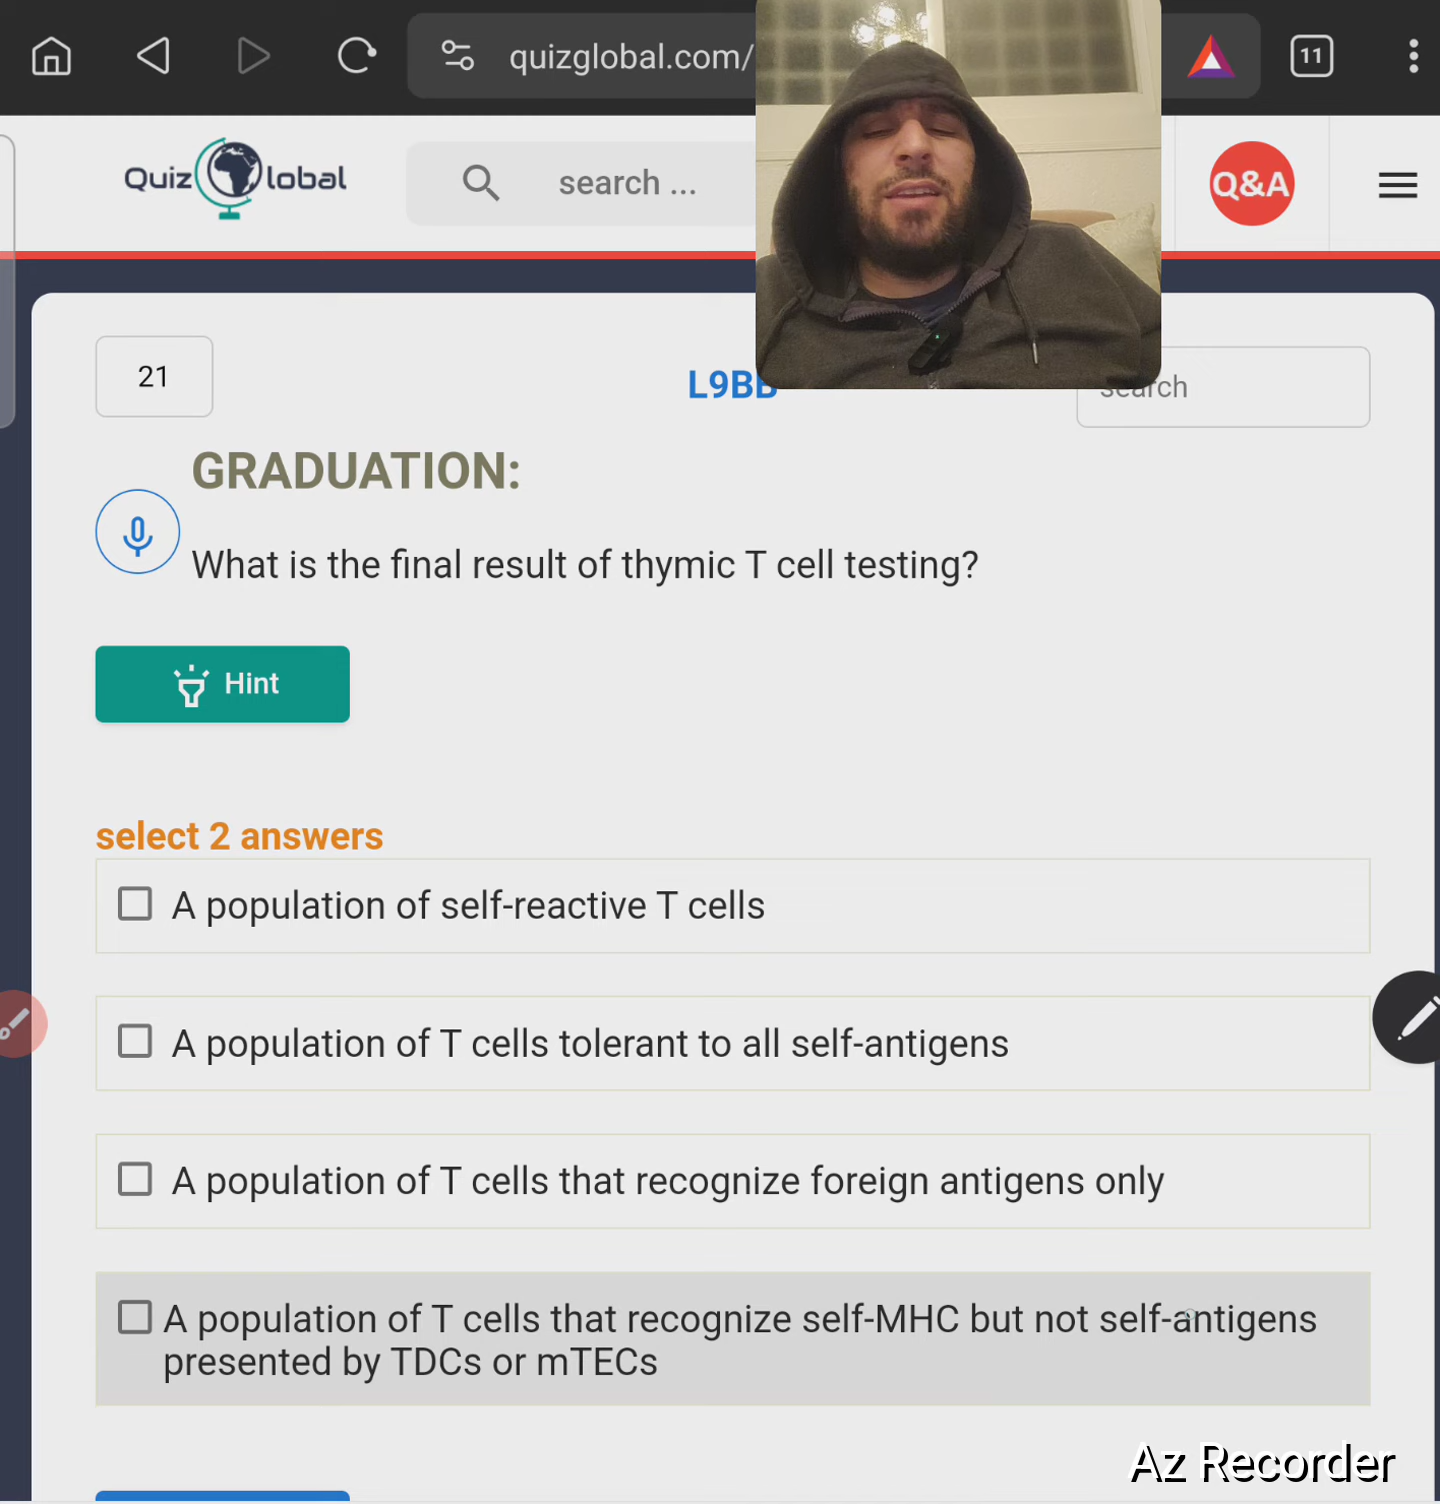 quizglobal.com/
11
Quiz lobal
search ...
Q&A
21
L9BB
search
GRADUATION:
What is the final result of thymic T cell testing?
Hint
select 2 answers
A population of self-reactive T cells
A population of T cells tolerant to all self-antigens
A population of T cells that recognize foreign antigens only
A population of T cells that recognize self-MHC but not self-antigens
presented by TDCs or mTECs
Az Recorder